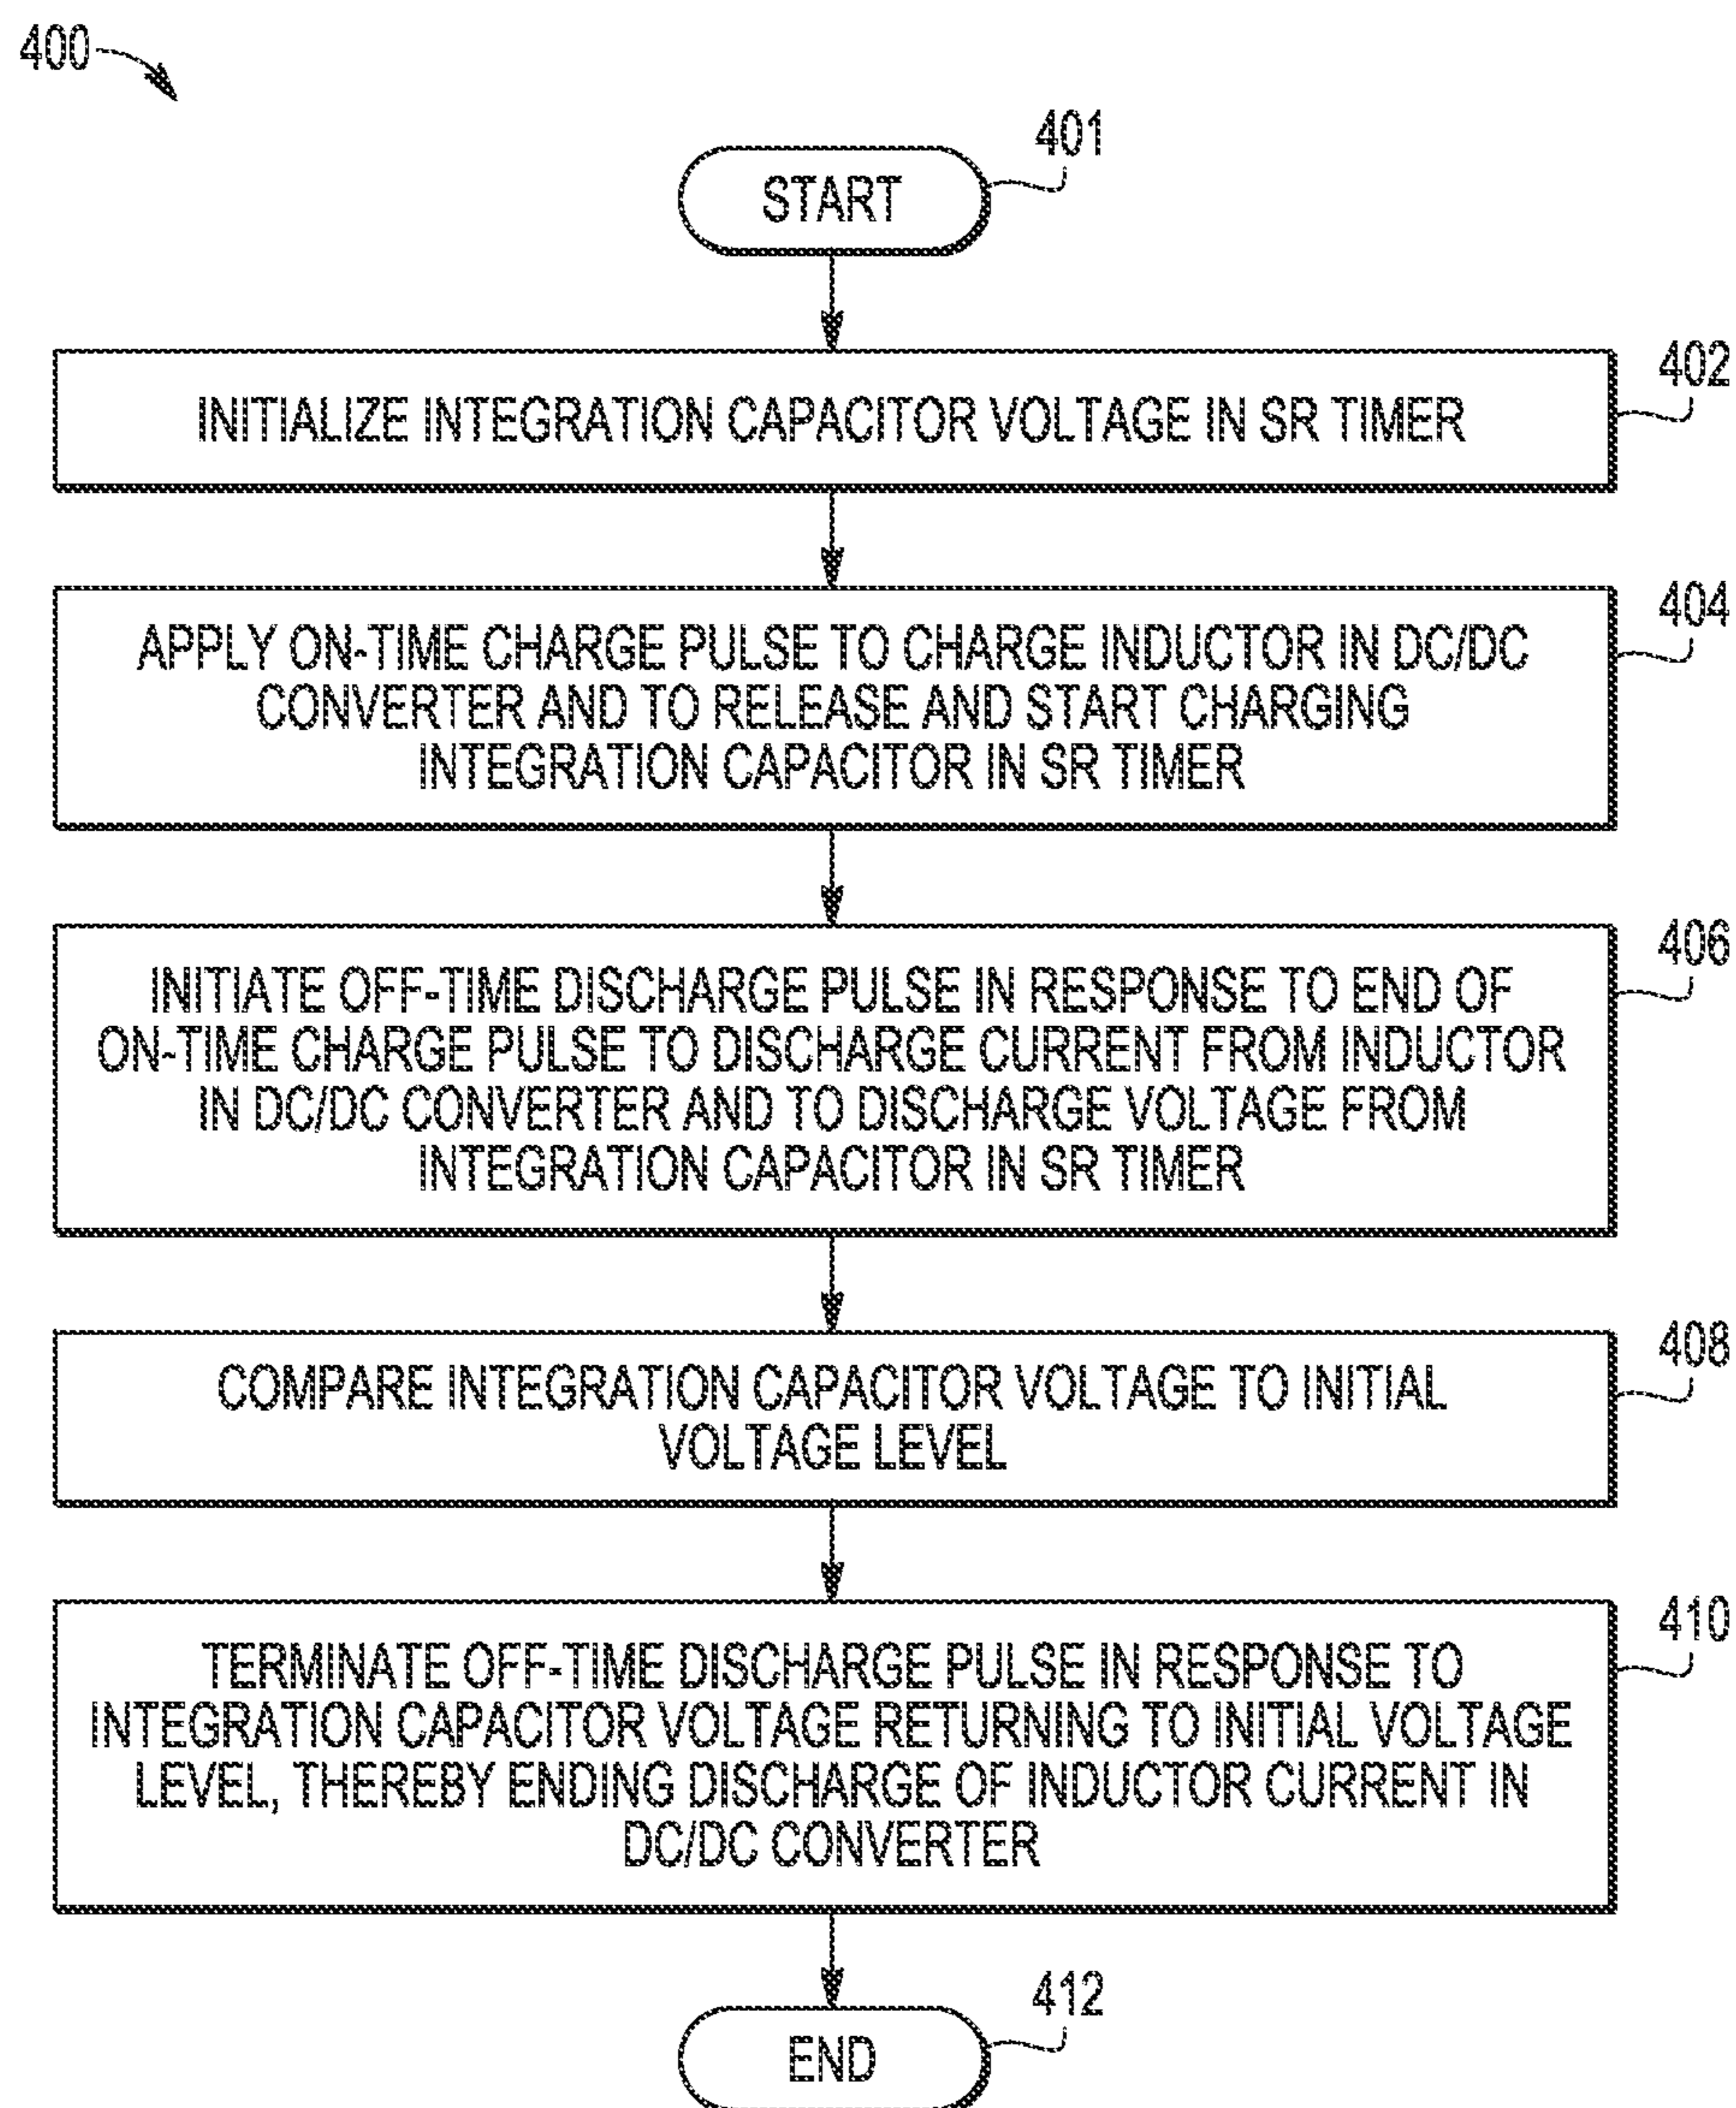 400
401
START
402
INITIALIZE INTEGRATION CAPACITOR VOLTAGE IN SR TIMER
404
APPLY ON-TIME CHARGE PULSE TO CHARGE INDUCTOR IN DC/DC
CONVERTER AND TO RELEASE AND START CHARGING
INTEGRATION CAPACITOR IN SR TIMER
406
INITIATE OFF-TIME DISCHARGE PULSE IN RESPONSE TO END OF
ON-TIME CHARGE PULSE TO DISCHARGE CURRENT FROM INDUCTOR
IN DC/DC CONVERTER AND TO DISCHARGE VOLTAGE FROM
INTEGRATION CAPACITOR IN SR TIMER
408
COMPARE INTEGRATION CAPACITOR VOLTAGE TO INITIAL
VOLTAGE LEVEL
410
TERMINATE OFF-TIME DISCHARGE PULSE IN RESPONSE TO
INTEGRATION CAPACITOR VOLTAGE RETURNING TO INITIAL VOLTAGE
LEVEL, THEREBY ENDING DISCHARGE OF INDUCTOR CURRENT IN
DC/DC CONVERTER
412
END